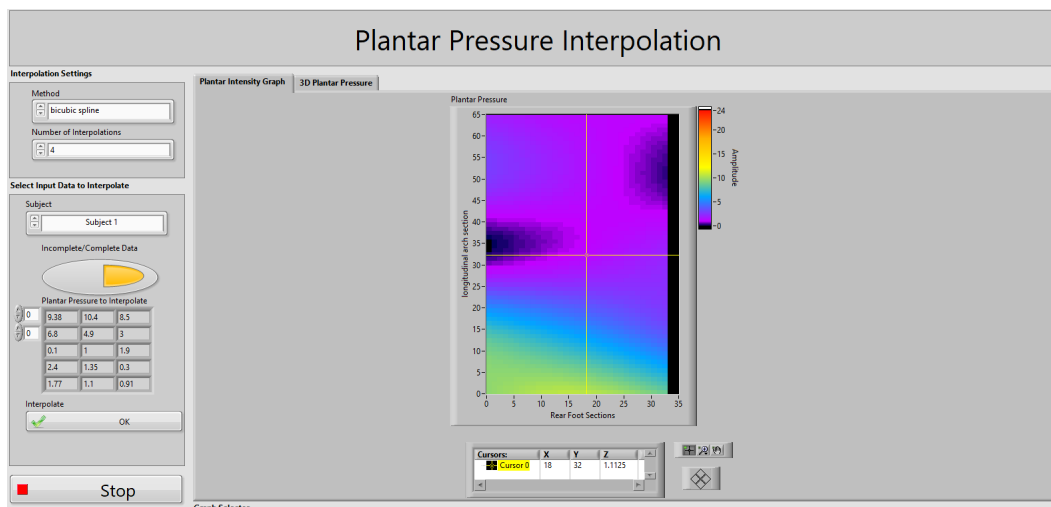 Plantar Pressure Interpolation
Interpolation Settings
Method
bicubic spline
Number of Interpolations
4
Select Input Data to Interpolate
Subject
Subject 1
Incomplete/Complete Data
Plantar Pressure to Interpolate
0 9.38 10.4 8.5
0 6.8 4.9 3
0.1 1 1.9
2.4 1.35 0.3
1.77 1.1 0.91
Interpolate
OK
Stop
Plantar Intensity Graph 3D Plantar Pressure
Plantar Pressure
longitudinal arch section
65
60
55
50
45
40
35
30
25
20
15
10
5
0
0 5 10 15 20 25 30 35
Rear Foot Sections
24
20
15
10
5
0
Amplitude
Cursors: X Y Z
Cursor 0 18 32 1.1125